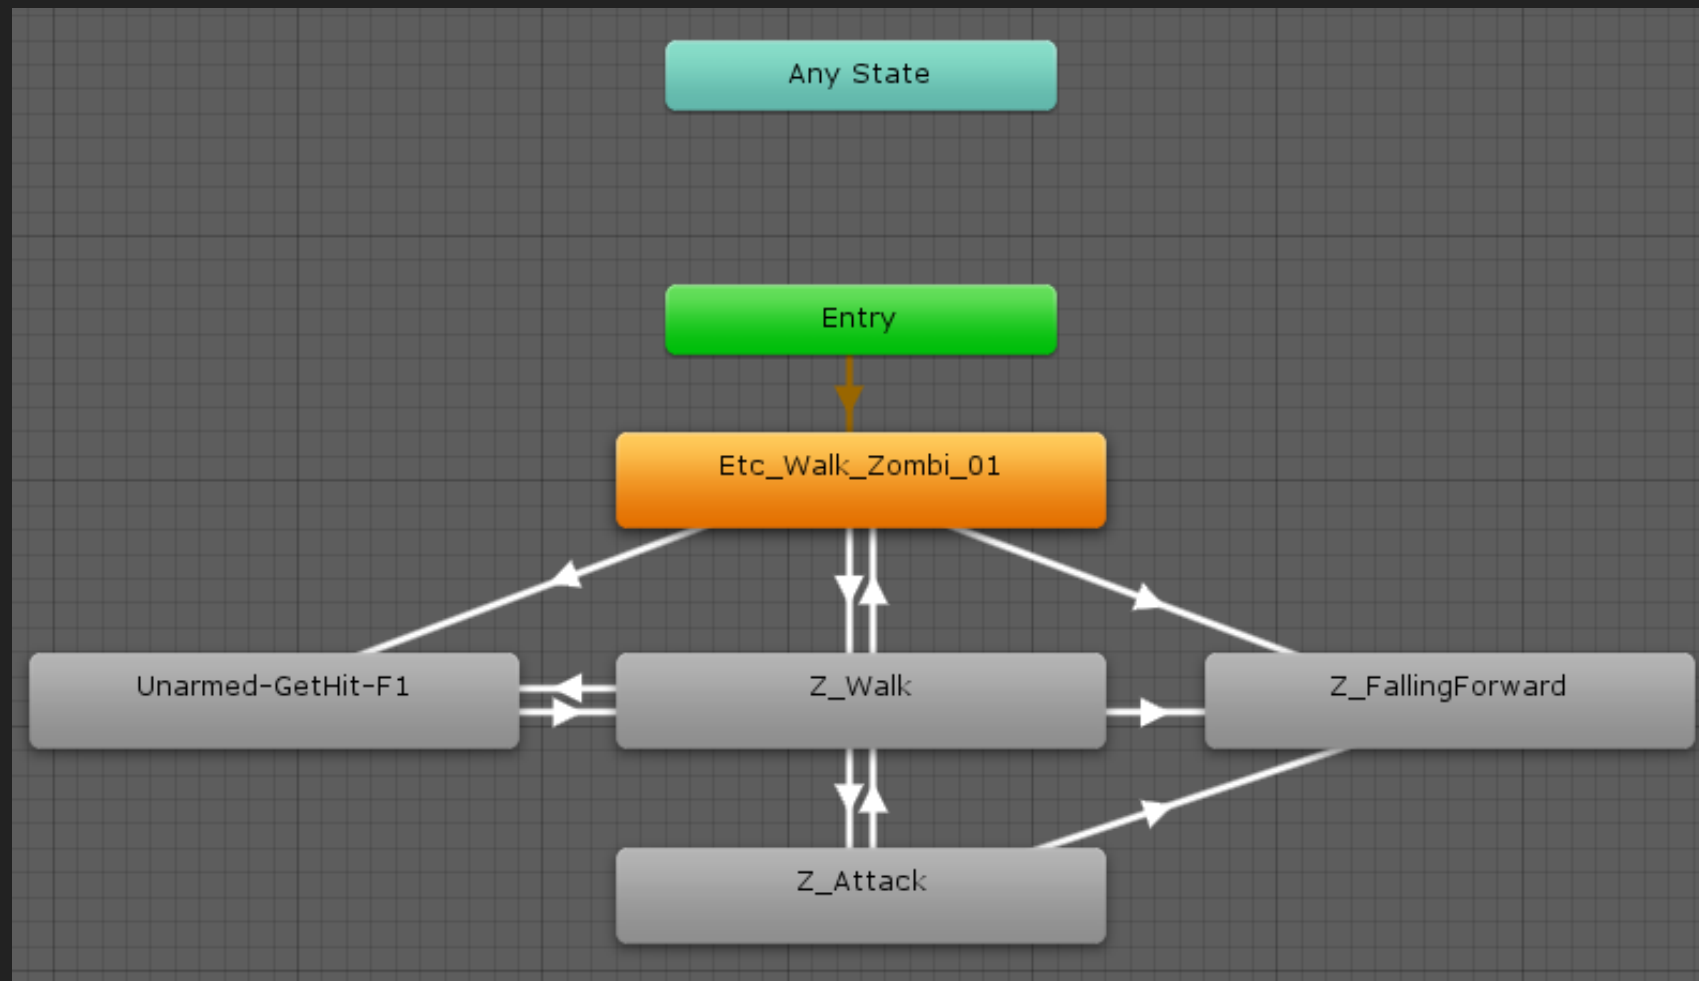 Any State
Entry
Etc_Walk_Zombi_01
Unarmed-GetHit-F1
Z_Walk
Z_FallingForward
Z_Attack